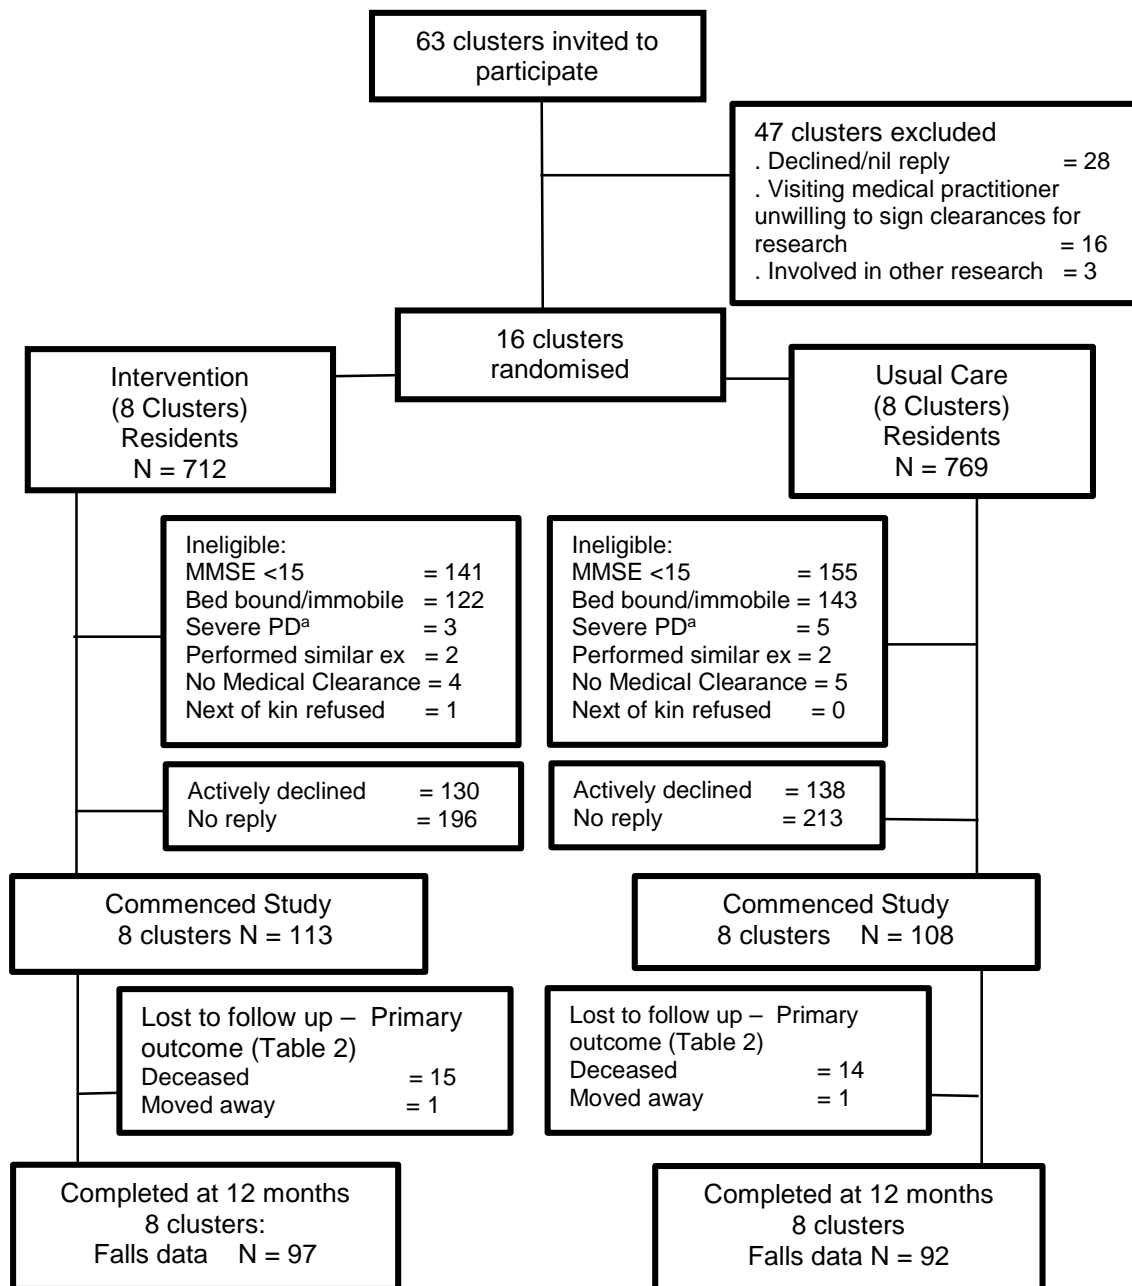 63 clusters invited to
participate
47 clusters excluded
. Declined/nil reply = 28
. Visiting medical practitioner
unwilling to sign clearances for
research = 16
. Involved in other research = 3
16 clusters
randomised
Intervention
(8 Clusters)
Residents
N = 712
Usual Care
(8 Clusters)
Residents
N = 769
Ineligible:
MMSE <15 = 141
Bed bound/immobile = 122
Severe PDª = 3
Performed similar ex = 2
No Medical Clearance = 4
Next of kin refused = 1
Ineligible:
MMSE <15 = 155
Bed bound/immobile = 143
Severe PDª = 5
Performed similar ex = 2
No Medical Clearance = 5
Next of kin refused = 0
Actively declined = 130
No reply = 196
Actively declined = 138
No reply = 213
Commenced Study
8 clusters N = 113
Commenced Study
8 clusters N = 108
Lost to follow up – Primary
outcome (Table 2)
Deceased = 15
Moved away = 1
Lost to follow up – Primary
outcome (Table 2)
Deceased = 14
Moved away = 1
Completed at 12 months
8 clusters:
Falls data N = 97
Completed at 12 months
8 clusters
Falls data N = 92